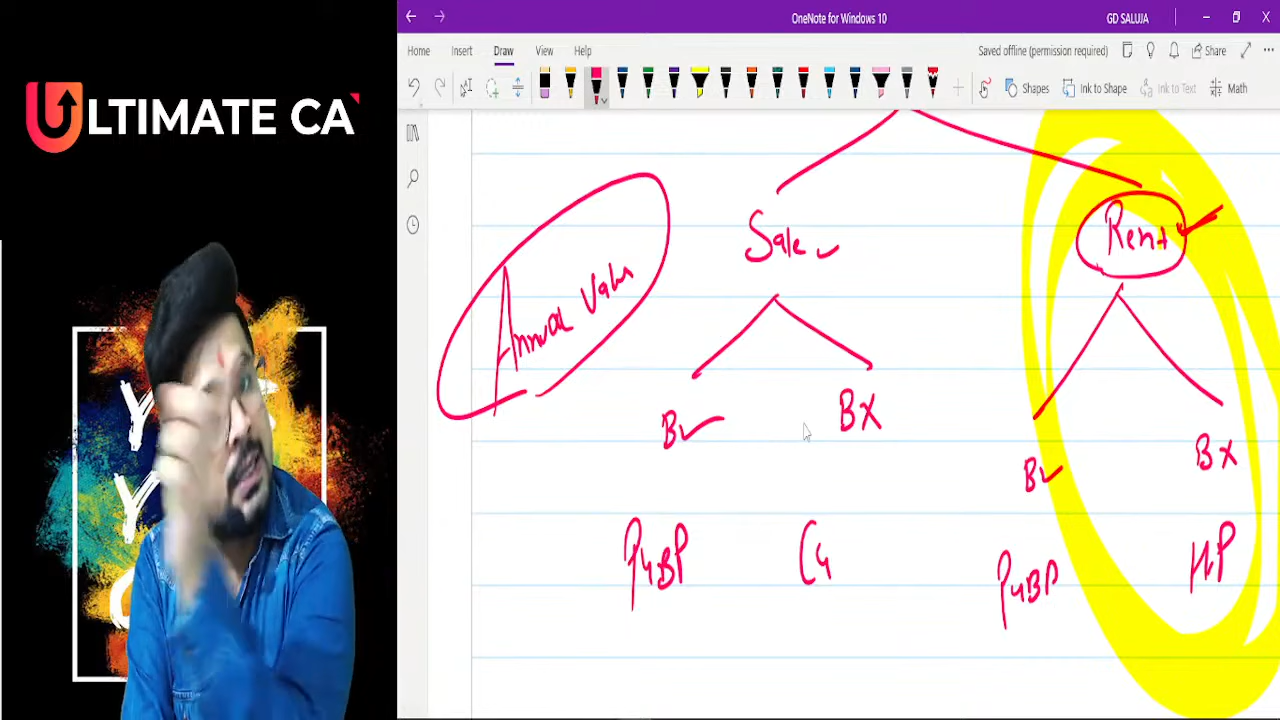 OneNote for Windows 10
GD SALUJA
Home Insert Draw View Help
Saved offline (permission required)
Share
Shapes
Ink to Shape
Ink to Text
Math
ULTIMATE CA
Sale
Rent
Annual Value
B
BX
B
BX
PGBP
CG
PGBP
HP
Y
Y